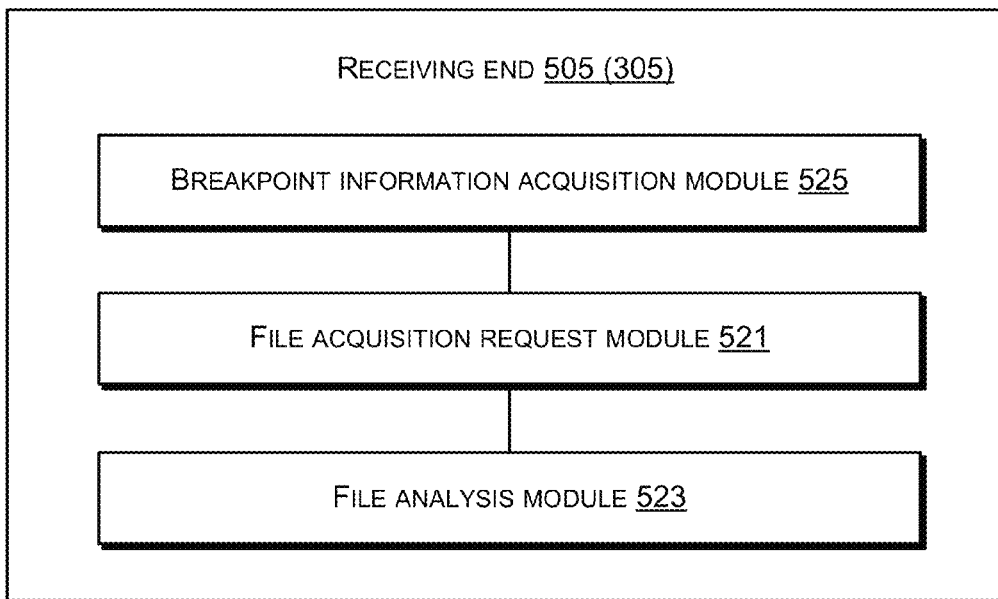 RECEIVING END 505 (305)
BREAKPOINT INFORMATION ACQUISITION MODULE 525
FILE ACQUISITION REQUEST MODULE 521
FILE ANALYSIS MODULE 523